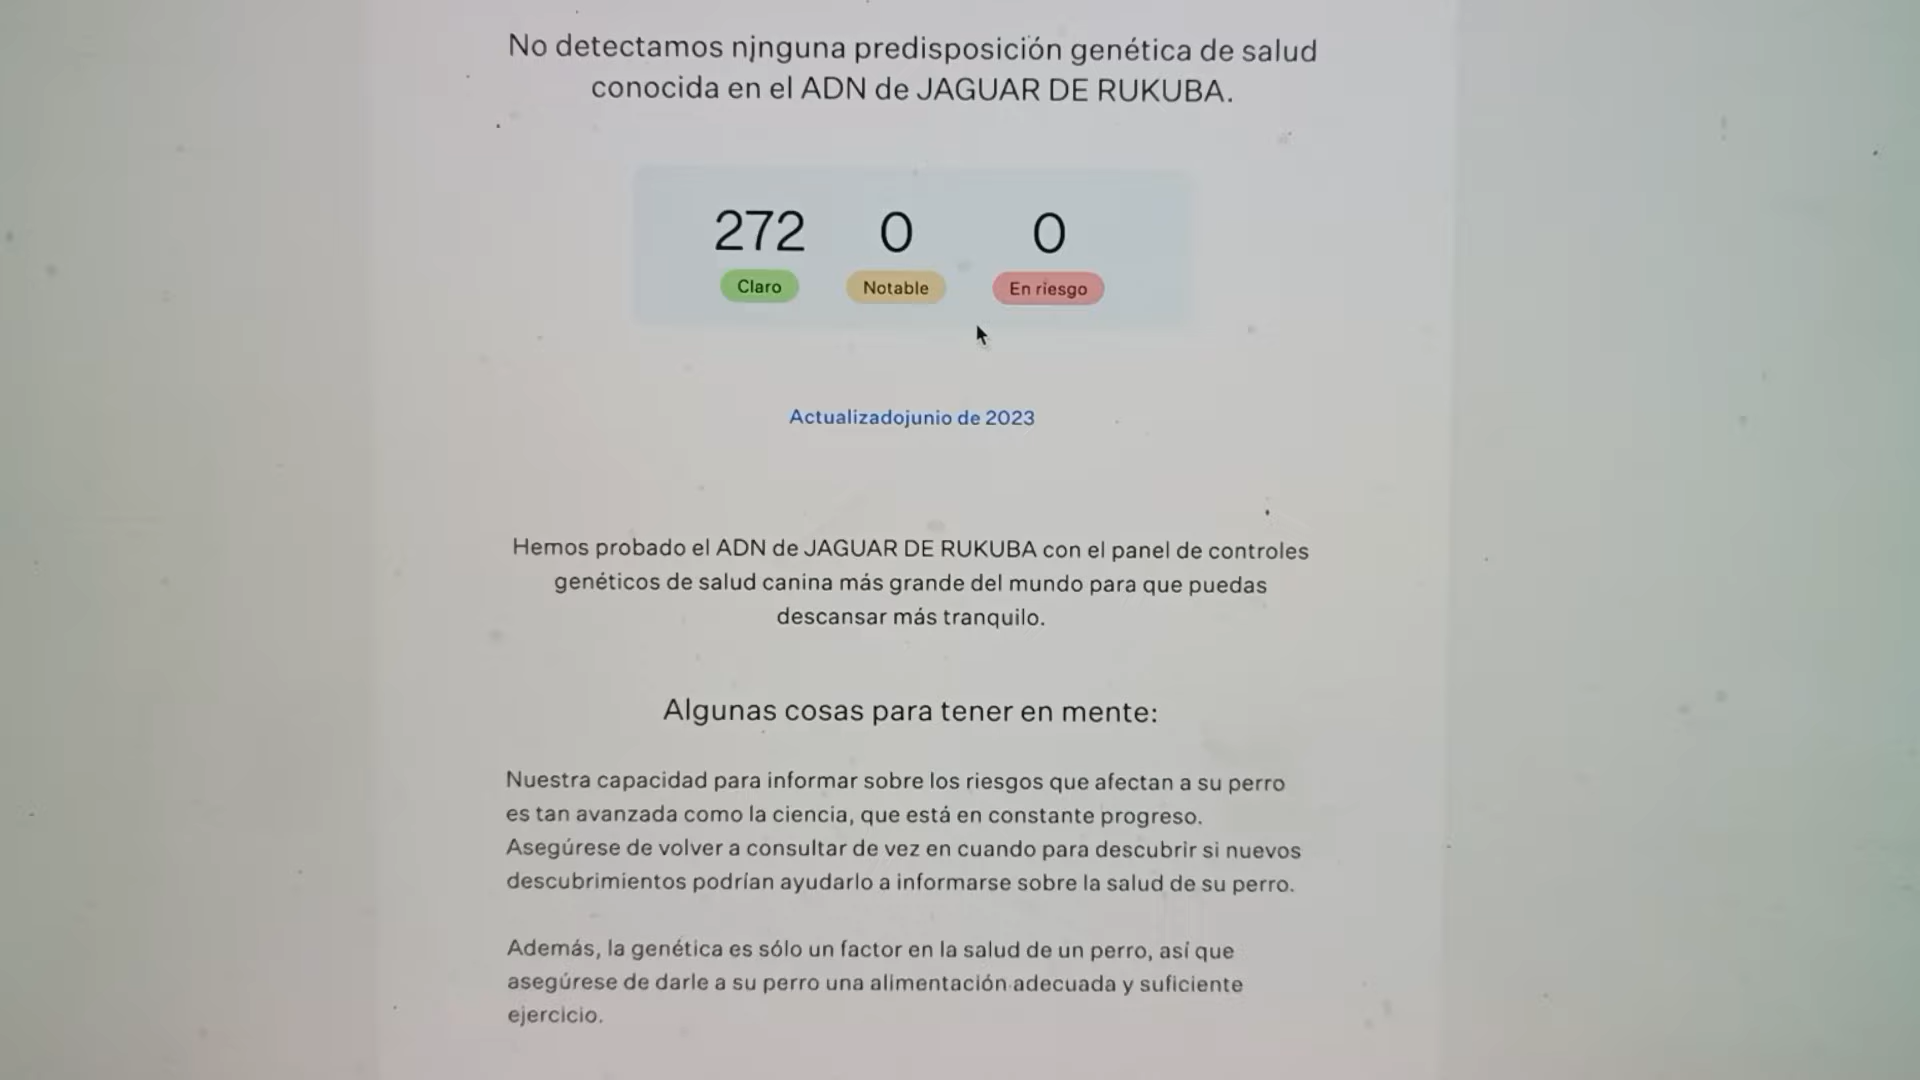 No detectamos njnguna predisposición genética de salud
conocida en el ADN de JAGUAR DE RUKUBA.
272 0 0
Claro Notable En riesgo
Actualizadojunio de 2023
Hemos probado el ADN de JAGUAR DE RUKUBA con el panel de controles
genéticos de salud canina más grande del mundo para que puedas
descansar más tranquilo.
Algunas cosas para tener en mente:
Nuestra capacidad para informar sobre los riesgos que afectan a su perro
es tan avanzada como la ciencia, que está en constante progreso.
Asegúrese de volver a consultar de vez en cuando para descubrir si nuevos
descubrimientos podrían ayudarlo a informarse sobre la salud de su perro.
Además, la genética es sólo un factor en la salud de un perro, así que
asegúrese de darle a su perro una alimentación adecuada y suficiente
ejercicio.